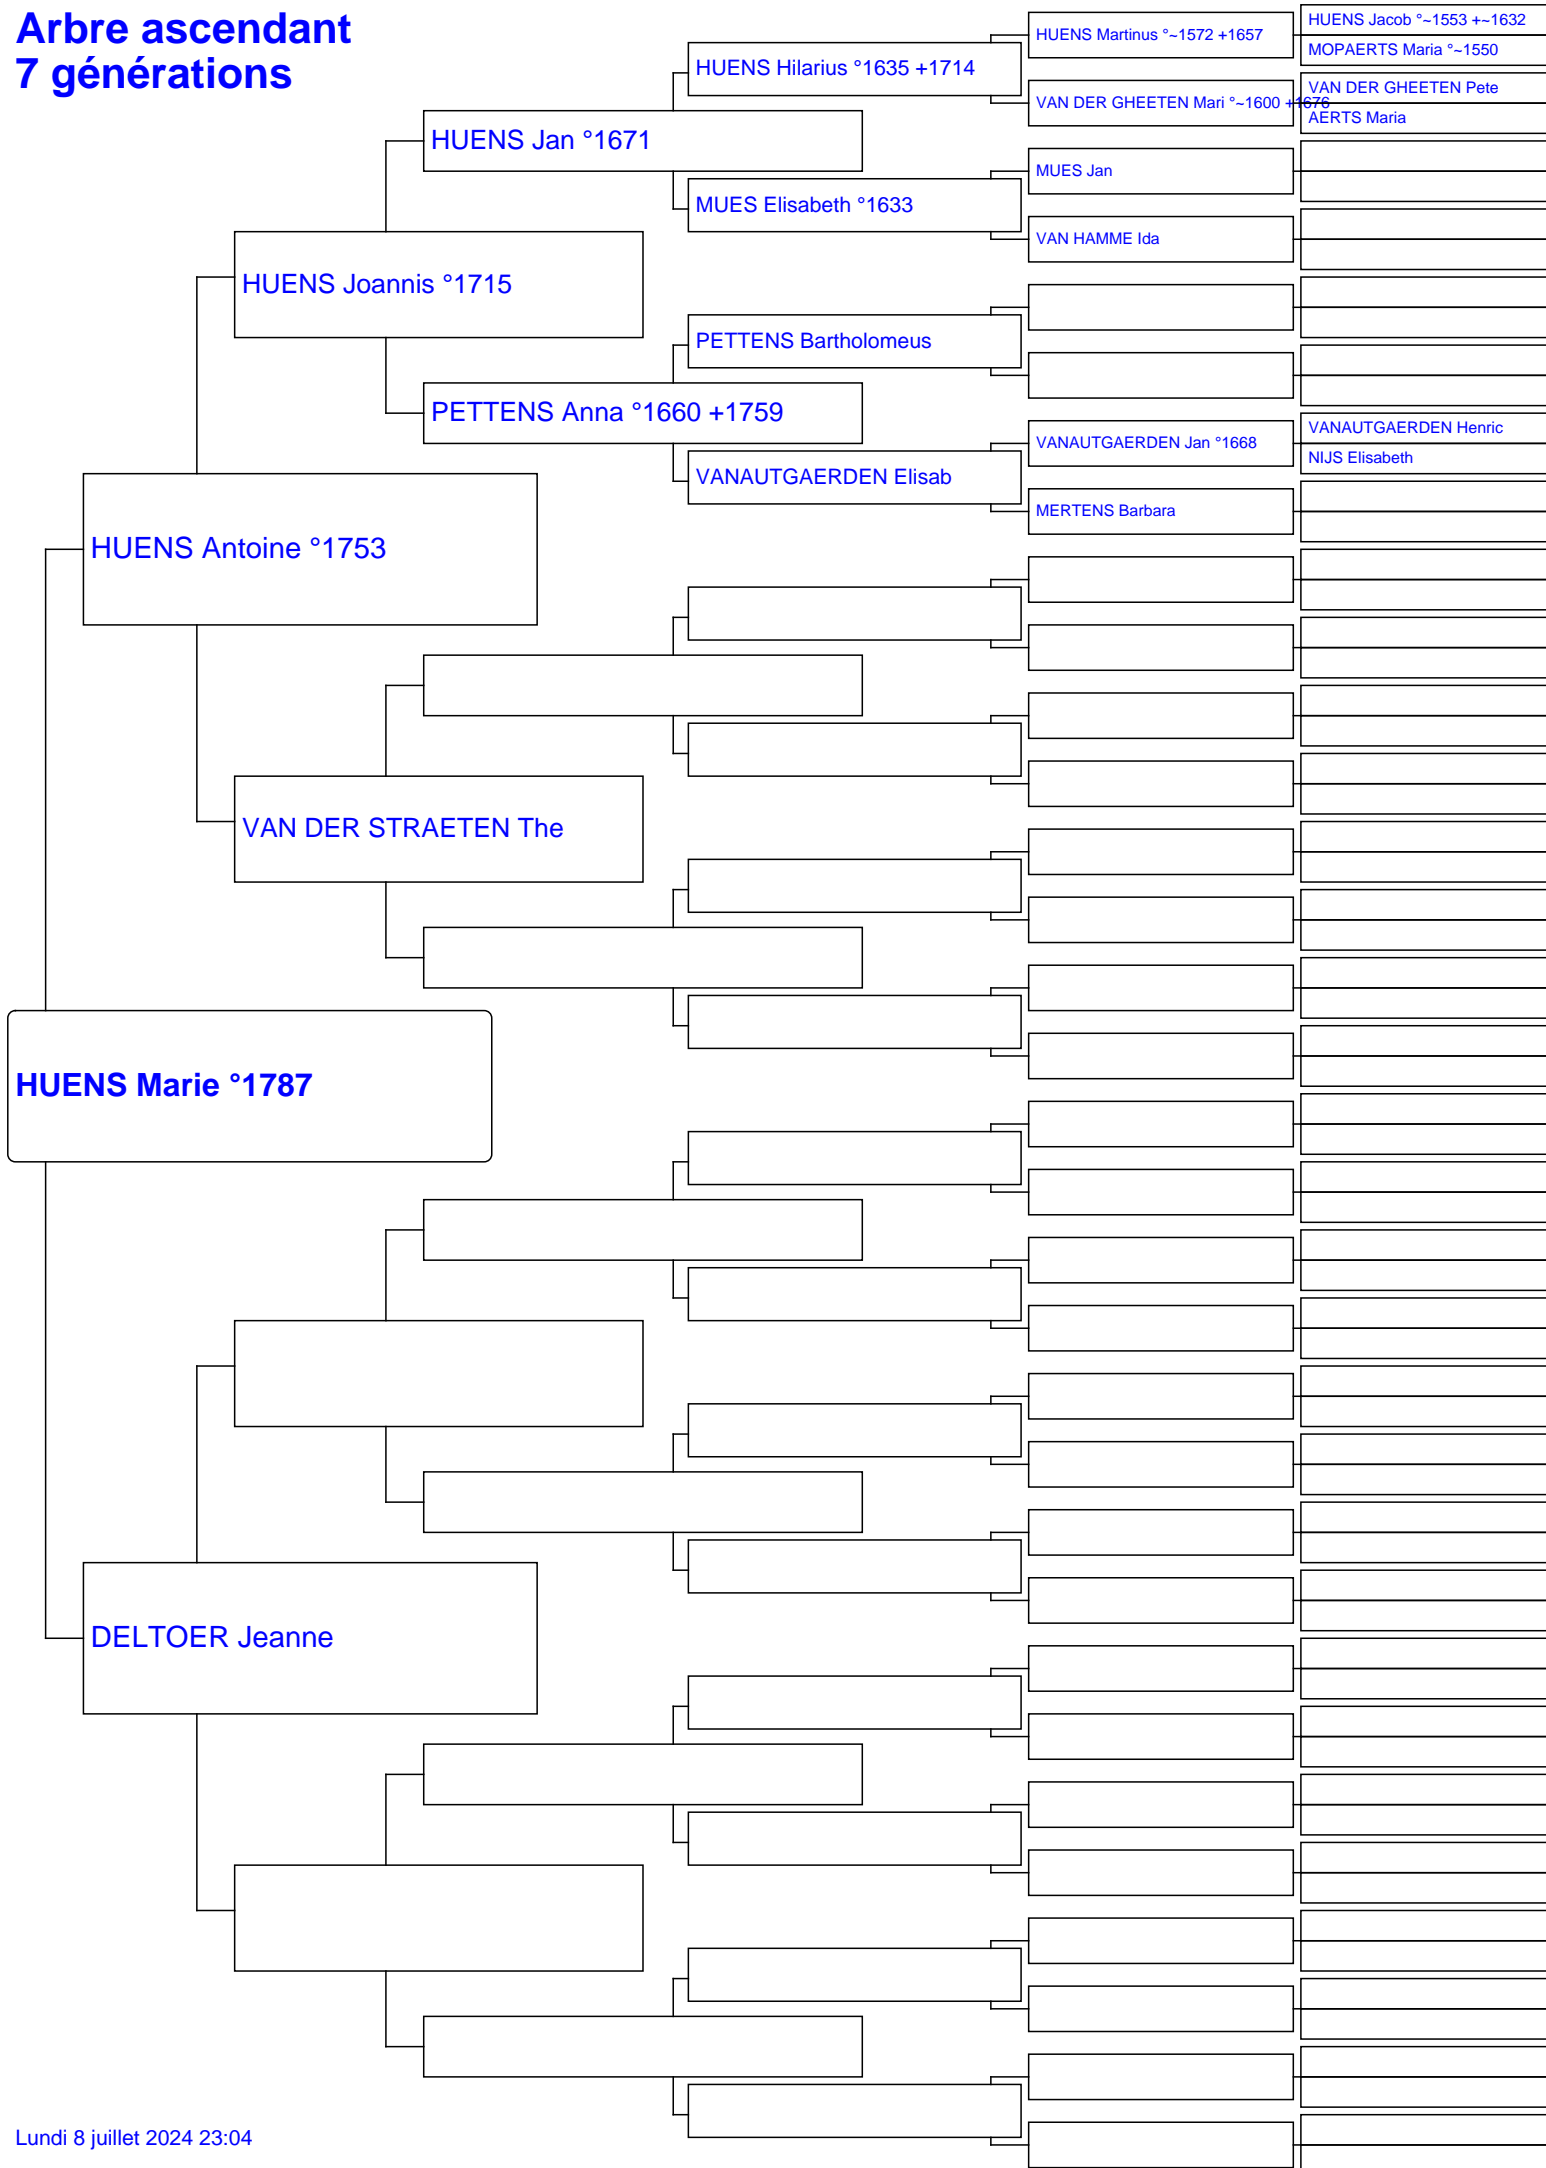 Arbre ascendant
7 générations
HUENS Jacob °~1553 +~1632
HUENS Martinus °~1572 +1657
MOPAERTS Maria °~1550
HUENS Hilarius °1635 +1714
VAN DER GHEETEN Pete
VAN DER GHEETEN Mari °~1600 +1676
AERTS Maria
HUENS Jan °1671
MUES Jan
MUES Elisabeth °1633
VAN HAMME Ida
HUENS Joannis °1715
PETTENS Bartholomeus
PETTENS Anna °1660 +1759
VANAUTGAERDEN Henric
VANAUTGAERDEN Jan °1668
NIJS Elisabeth
VANAUTGAERDEN Elisab
MERTENS Barbara
HUENS Antoine °1753
VAN DER STRAETEN The
HUENS Marie °1787
DELTOER Jeanne
Lundi 8 juillet 2024 23:04